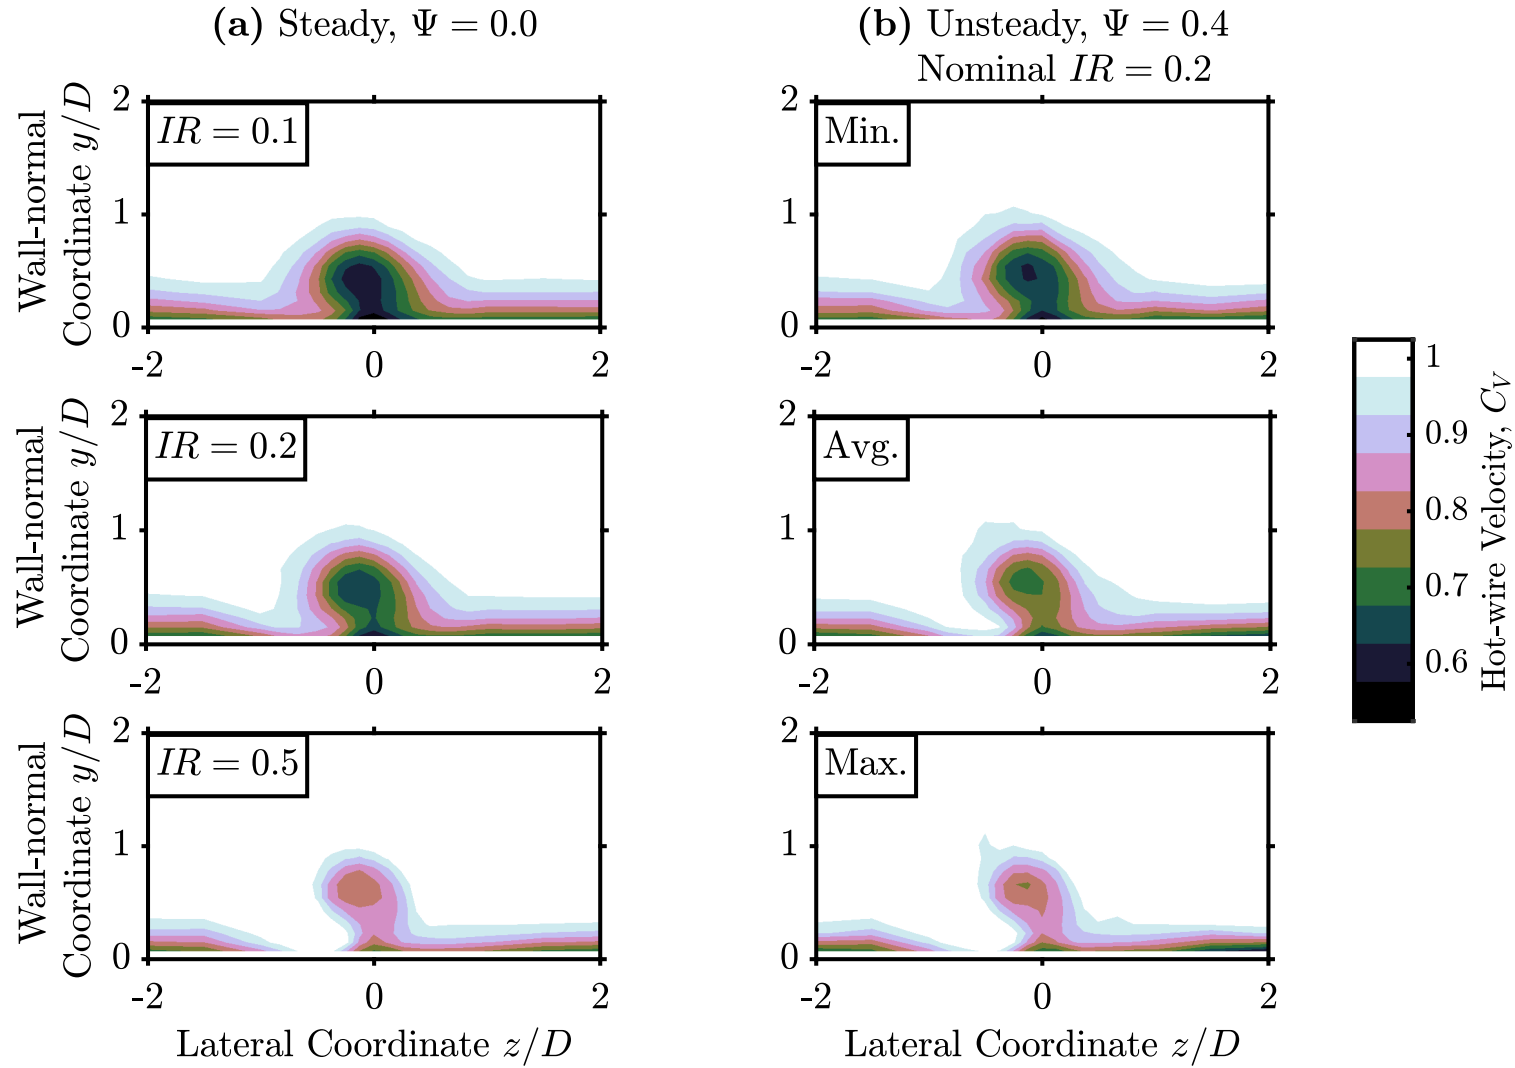 (a) Steady, Ψ = 0.0
(b) Unsteady, Ψ = 0.4
Nominal IR = 0.2
Wall-normal
Coordinate y/D
2
1
0
IR = 0.1
-2
0
2
2
1
0
Min.
-2
0
2
Wall-normal
Coordinate y/D
2
1
0
IR = 0.2
-2
0
2
2
1
0
Avg.
-2
0
2
Wall-normal
Coordinate y/D
2
1
0
IR = 0.5
-2
0
2
Lateral Coordinate z/D
2
1
0
Max.
-2
0
2
Lateral Coordinate z/D
1
0.9
0.8
0.7
0.6
Hot-wire Velocity, C_V